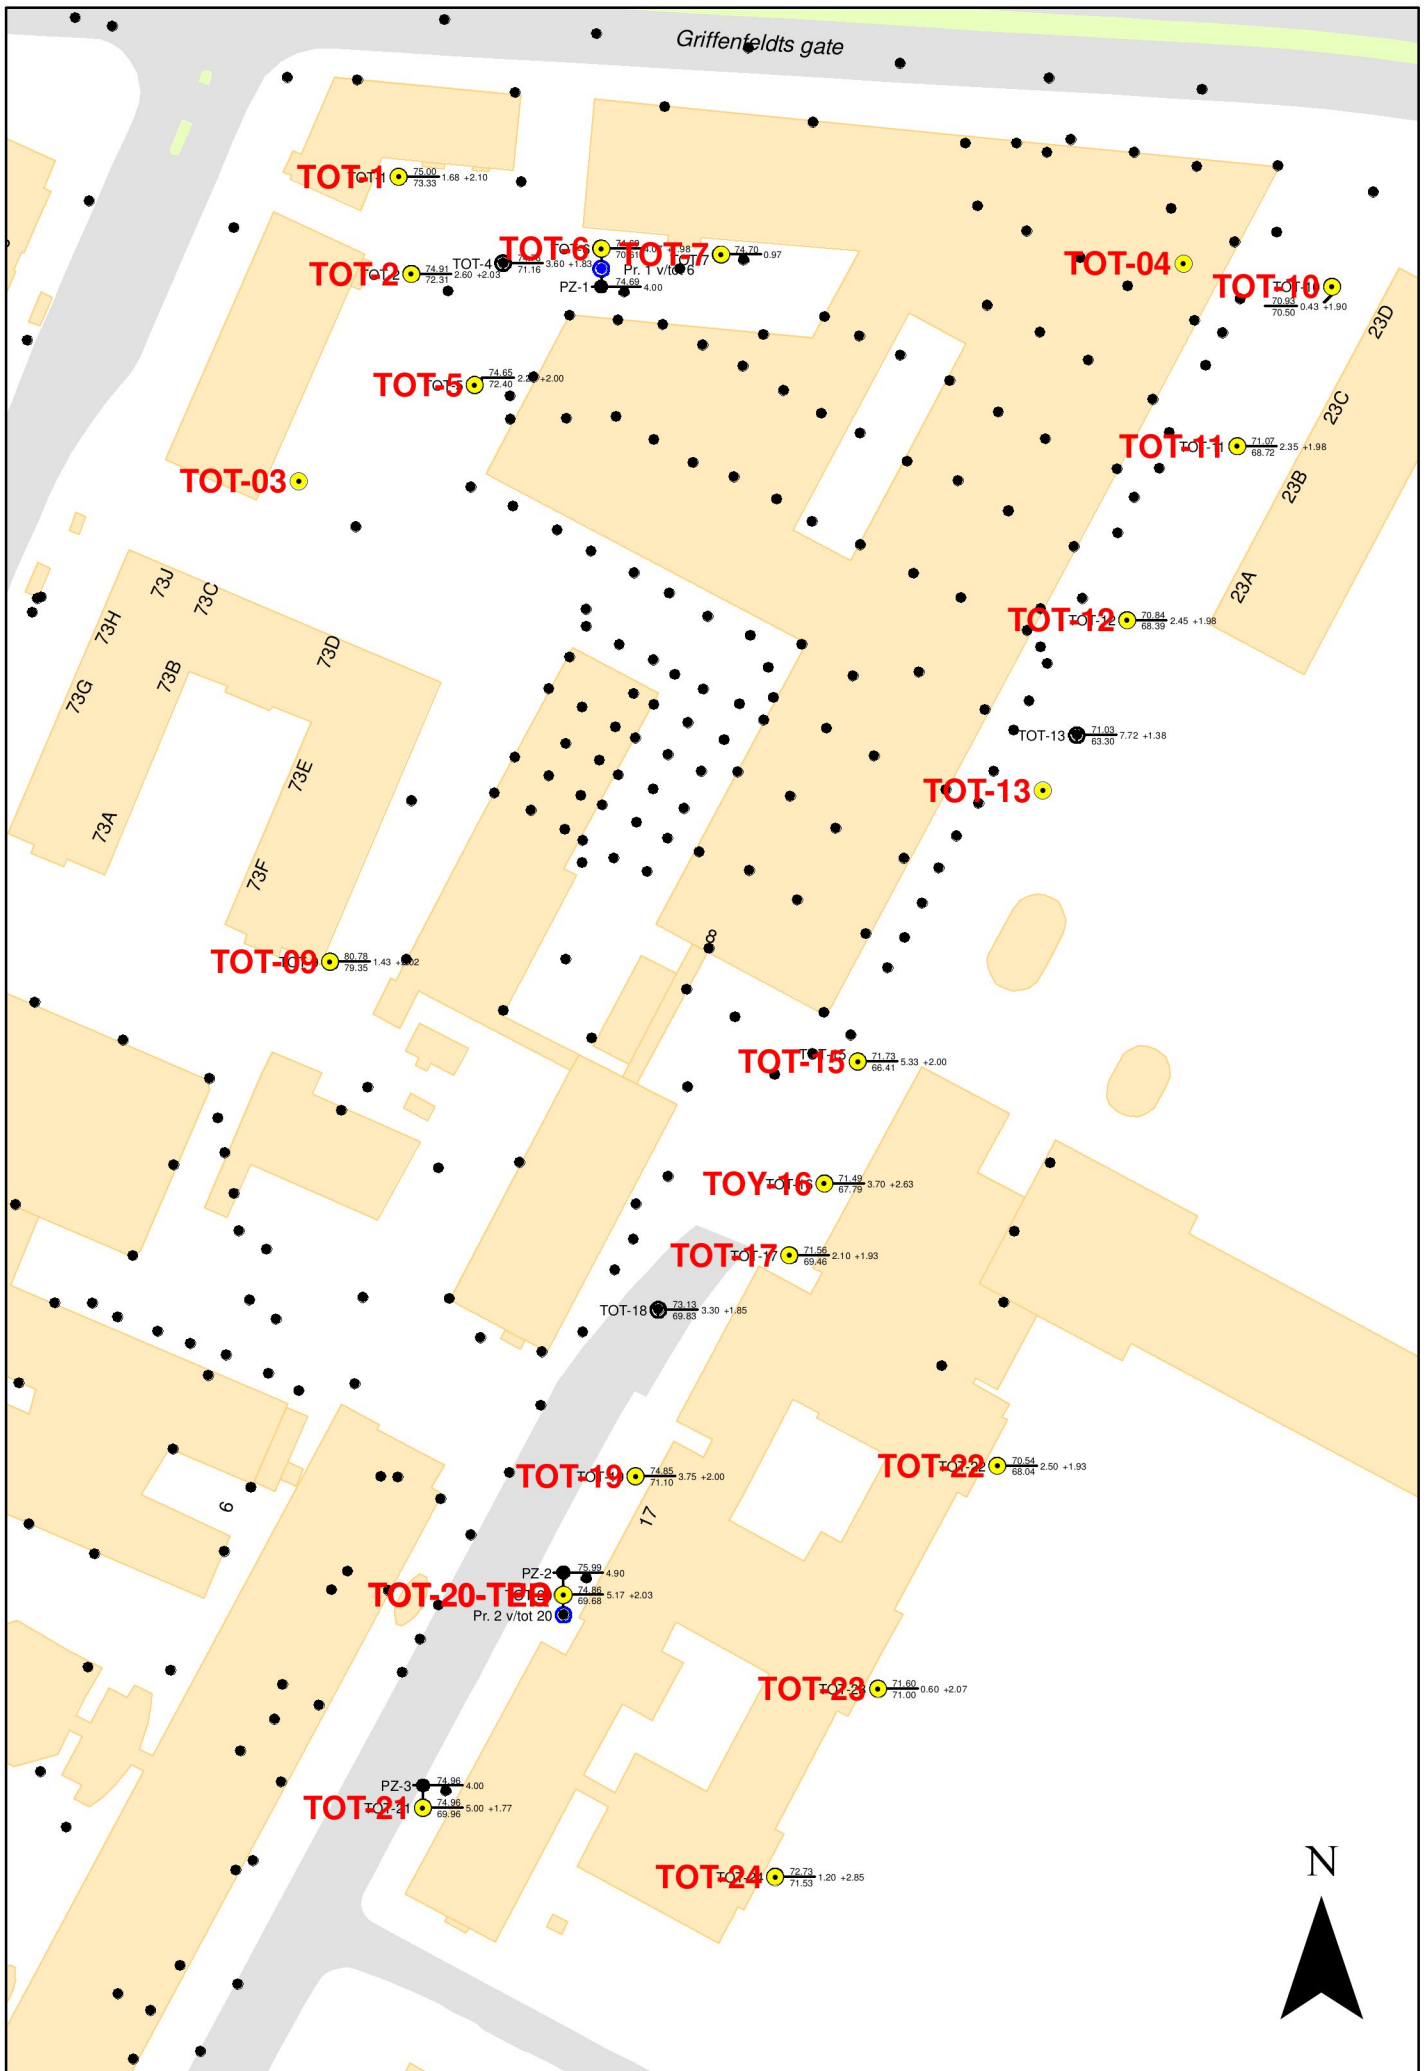 Griffenfeldts gate
TOT-1
75.00
73.33
1.68 +2.10
TOT-6
TOT-7
74.70
0.97
TOT-4
71.16
3.60 +1.83
TOT-2
74.91
72.31
2.60 +2.03
Pr. 1 v/tot 6
PZ-1
74.69
4.00
TOT-04
TOT-10
70.93
70.50
0.43 +1.90
23D
TOT-5
74.65
72.40
+2.00
23C
TOT-11
71.07
68.72
2.35 +1.98
TOT-03
23B
73J
73C
73H
23A
TOT-12
70.84
68.39
2.45 +1.98
73D
73B
73G
TOT-13
71.03
63.30
7.72 +1.38
73E
TOT-13
73A
73F
8
TOT-09
80.78
79.35
1.43
TOT-15
71.73
66.41
5.33 +2.00
TOY-16
71.49
67.79
3.70 +2.63
TOT-17
71.56
69.46
2.10 +1.93
TOT-18
73.13
69.83
3.30 +1.85
TOT-22
70.54
68.04
2.50 +1.93
TOT-19
74.85
71.10
3.75 +2.00
6
17
PZ-2
75.99
4.90
TOT-20-TEB
74.86
69.68
5.17 +2.03
Pr. 2 v/tot 20
TOT-23
71.60
71.00
0.60 +2.07
PZ-3
74.96
4.00
TOT-21
74.96
69.96
5.00 +1.77
TOT-24
72.73
71.53
1.20 +2.85
N